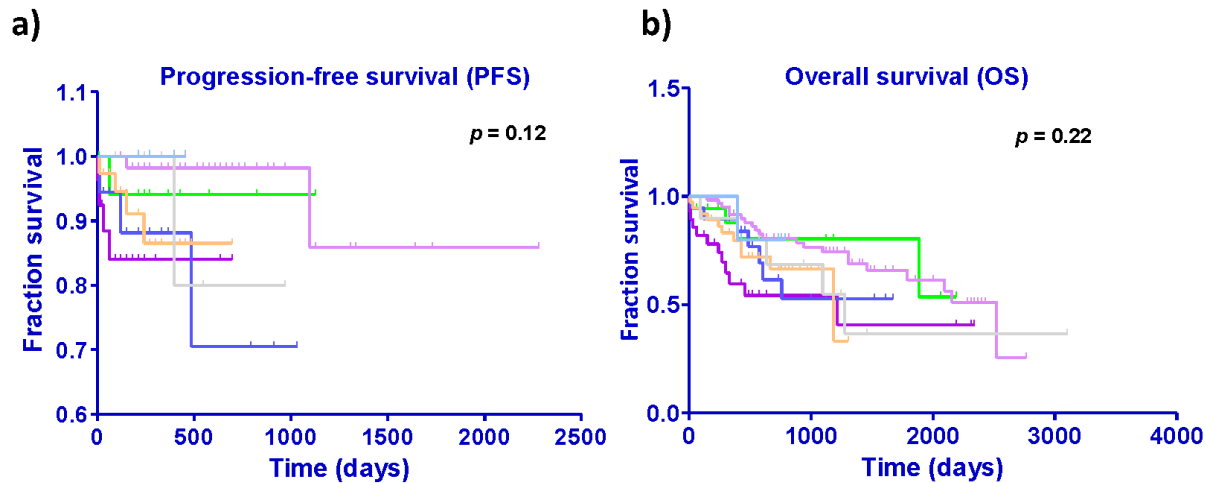 a)
Progression-free survival (PFS)
p = 0.12
Fraction survival
1.1
1.0
0.9
0.8
0.7
0.6
0 500 1000 1500 2000 2500
Time (days)
b)
Overall survival (OS)
p = 0.22
Fraction survival
1.5
1.0
0.5
0.0
0 1000 2000 3000 4000
Time (days)